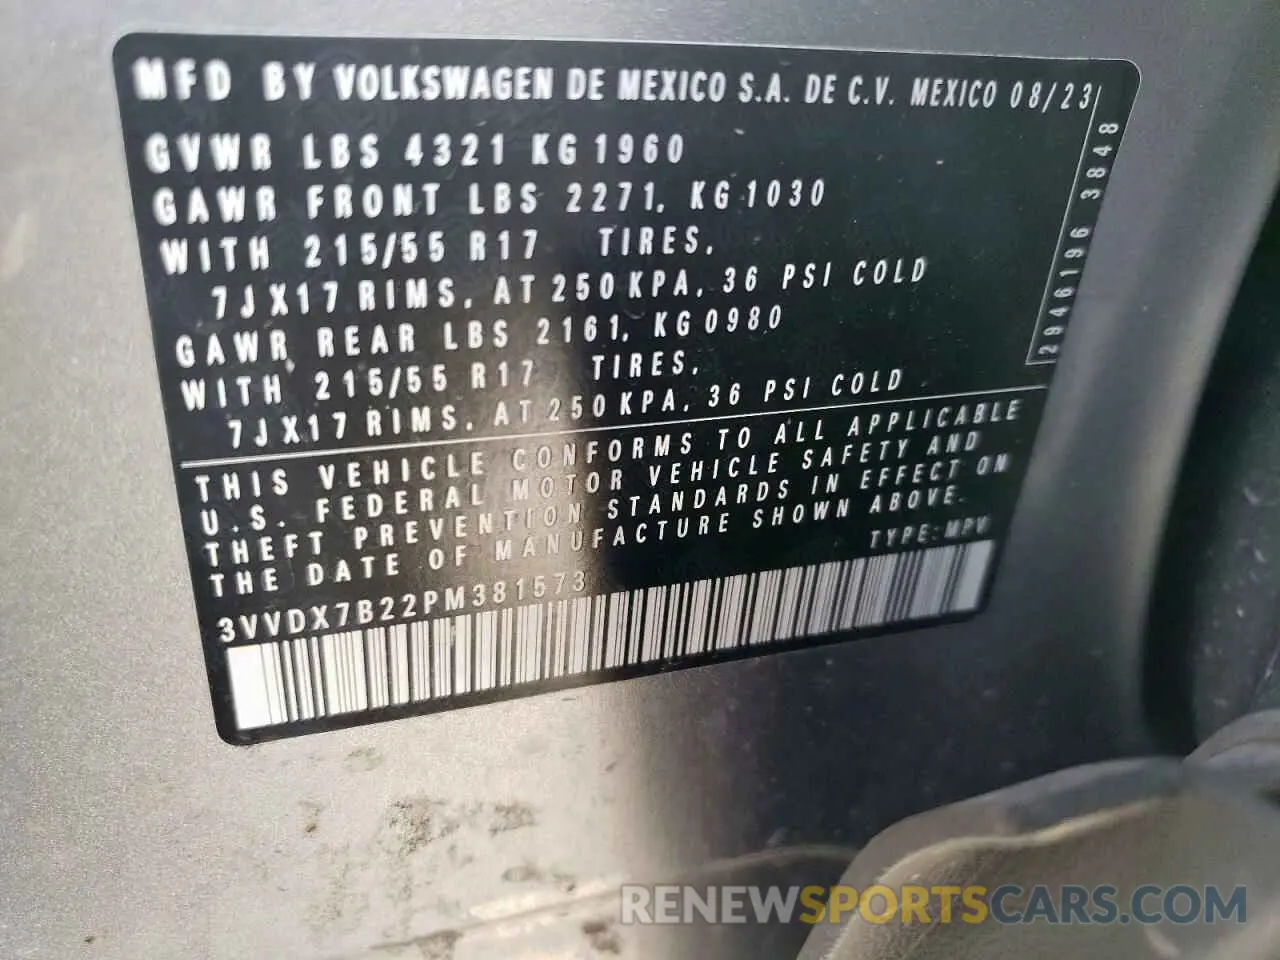 MFD BY VOLKSWAGEN DE MEXICO S.A. DE C.V. MEXICO 08/23
GVWR LBS 4321 KG 1960
GAWR FRONT LBS 2271, KG 1030
WITH 215/55 R17 TIRES,
7JX17 RIMS, AT 250 KPA, 36 PSI COLD
GAWR REAR LBS 2161, KG 0980
WITH 215/55 R17 TIRES,
7JX17 RIMS, AT 250 KPA, 36 PSI COLD
2946196 3848
THIS VEHICLE CONFORMS TO ALL APPLICABLE
U.S. FEDERAL MOTOR VEHICLE SAFETY AND
THEFT PREVENTION STANDARDS IN EFFECT ON
THE DATE OF MANUFACTURE SHOWN ABOVE.
TYPE: MPV
3VVDX7B22PM381573
RENEWSPORTSCARS.COM